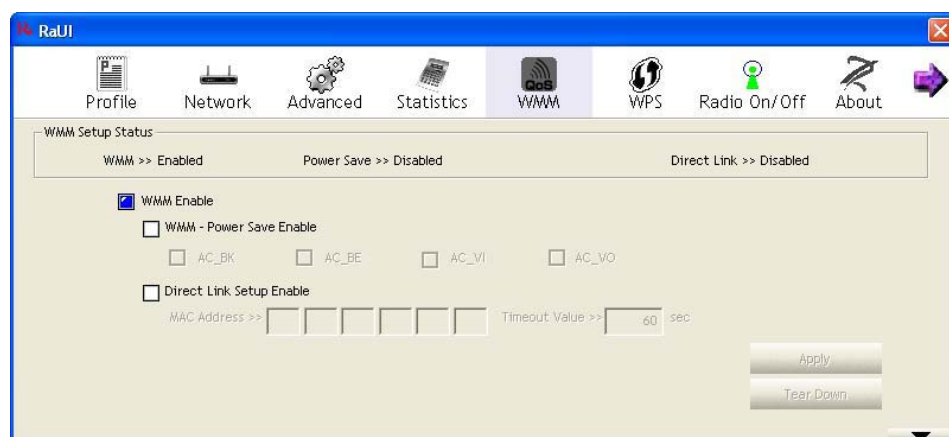 RaUI
Profile Network Advanced Statistics WMM WPS Radio On/Off About
QoS
WMM Setup Status
WMM >> Enabled Power Save >> Disabled Direct Link >> Disabled
WMM Enable
WMM - Power Save Enable
AC_BK AC_BE AC_VI AC_VO
Direct Link Setup Enable
MAC Address >> Timeout Value >> 60 sec
Apply
Tear Down